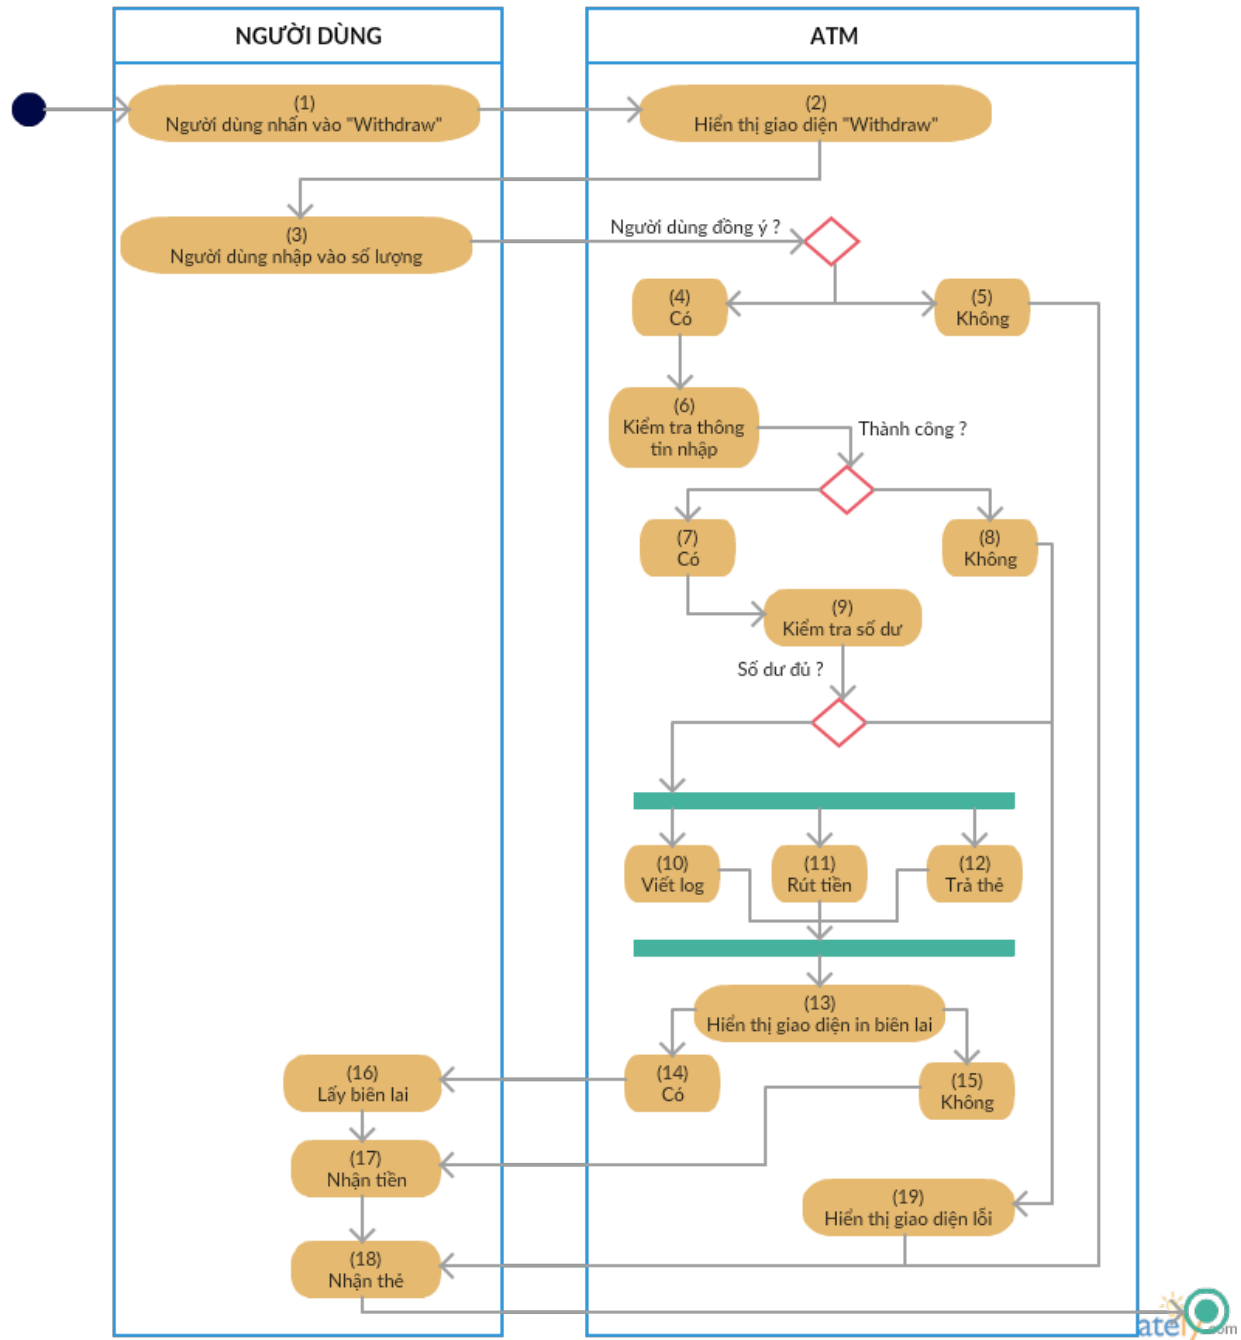 NGƯỜI DÙNG
ATM
(1)
Người dùng nhấn vào "Withdraw"
(2)
Hiển thị giao diện "Withdraw"
(3)
Người dùng nhập vào số lượng
Người dùng đồng ý ?
(4)
Có
(5)
Không
(6)
Kiểm tra thông
tin nhập
Thành công ?
(7)
Có
(8)
Không
(9)
Kiểm tra số dư
Số dư đủ ?
(10)
Viết log
(11)
Rút tiền
(12)
Trả thẻ
(13)
Hiển thị giao diện in biên lai
(14)
Có
(15)
Không
(16)
Lấy biên lai
(17)
Nhận tiền
(19)
Hiển thị giao diện lỗi
(18)
Nhận thẻ